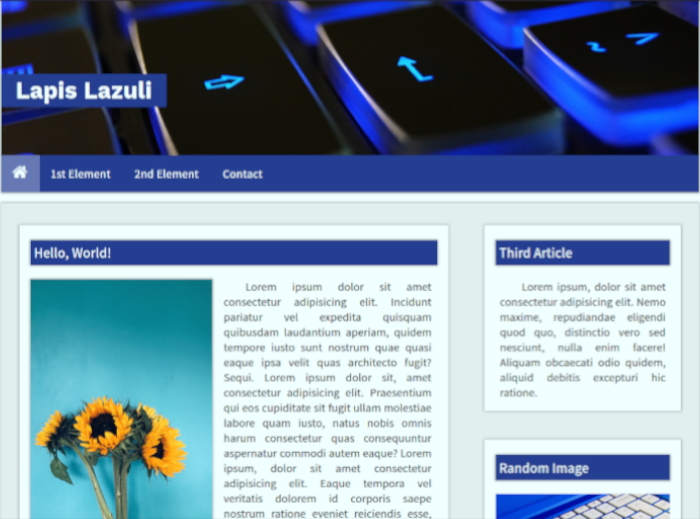 Lapis Lazuli
1st Element 2nd Element Contact
Hello, World!
Lorem ipsum dolor sit amet
consectetur adipisicing elit. Incidunt
pariatur vel expedita quisquam
quibusdam laudantium aperiam, quidem
tempore iusto sunt nostrum quae quasi
eaque ipsa velit quas architecto fugit?
Sequi. Lorem ipsum dolor sit, amet
consectetur adipisicing elit. Praesentium
qui eos cupiditate sit fugit ullam molestiae
labore quam iusto, natus nobis omnis
harum consectetur quas consequuntur
aspernatur commodi autem eaque? Lorem
ipsum, dolor sit amet consectetur
adipisicing elit. Eaque tempora vel
veritatis dolorem id corporis saepe
nostrum ratione eveniet reiciendis esse,
Third Article
Lorem ipsum, dolor sit amet
consectetur adipisicing elit. Nemo
maxime, repudiandae eligendi
quod quo, distinctio vero sed
nesciunt, nulla enim facere!
Aliquam obcaecati odio quidem,
aliquid debitis excepturi hic
ratione.
Random Image